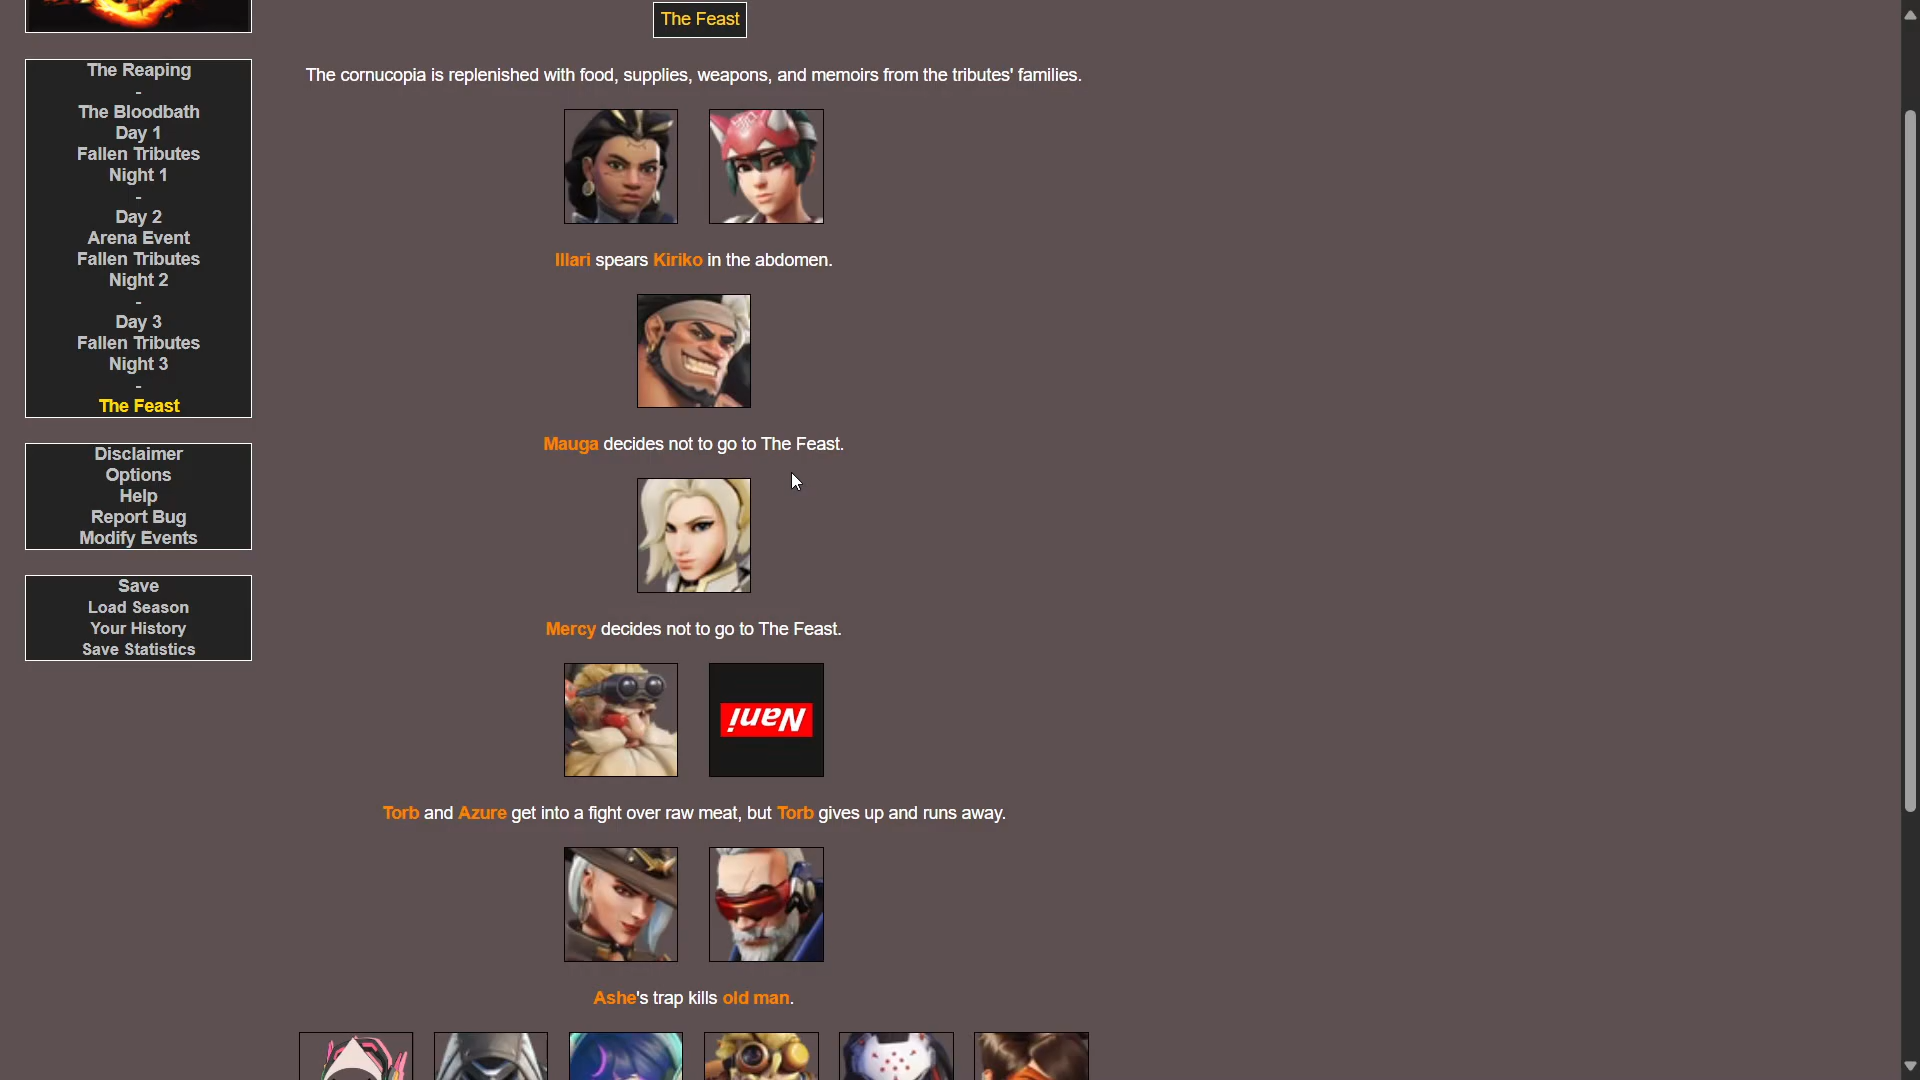 The Feast
The Reaping
-
The Bloodbath
Day 1
Fallen Tributes
Night 1
-
Day 2
Arena Event
Fallen Tributes
Night 2
-
Day 3
Fallen Tributes
Night 3
-
The Feast
Disclaimer
Options
Help
Report Bug
Modify Events
Save
Load Season
Your History
Save Statistics
The cornucopia is replenished with food, supplies, weapons, and memoirs from the tributes' families.
Illari spears Kiriko in the abdomen.
Mauga decides not to go to The Feast.
Mercy decides not to go to The Feast.
Nani
Torb and Azure get into a fight over raw meat, but Torb gives up and runs away.
Ashe's trap kills old man.